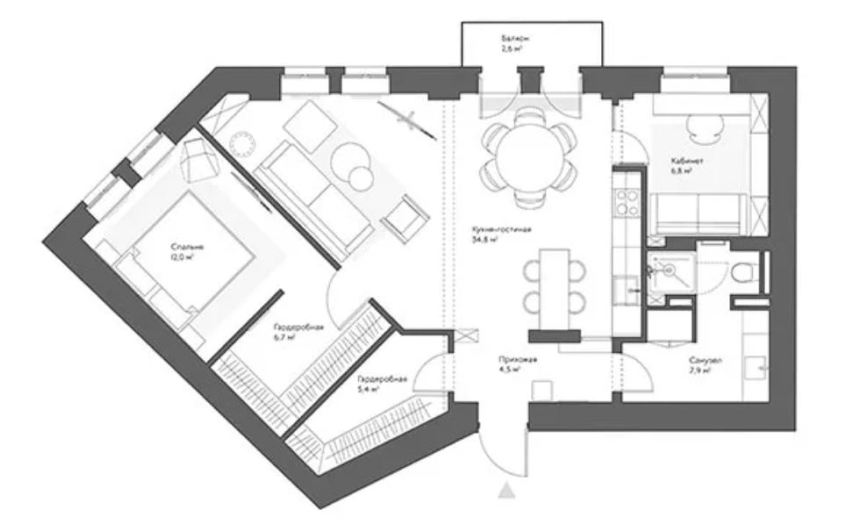 Балкон
2,6 м²
Кабинет
6,8 м²
Кухня-гостиная
34,8 м²
Спальня
12,0 м²
Гардеробная
6,7 м²
Прихожая
4,5 м²
Санузел
7,9 м²
Гардеробная
5,4 м²